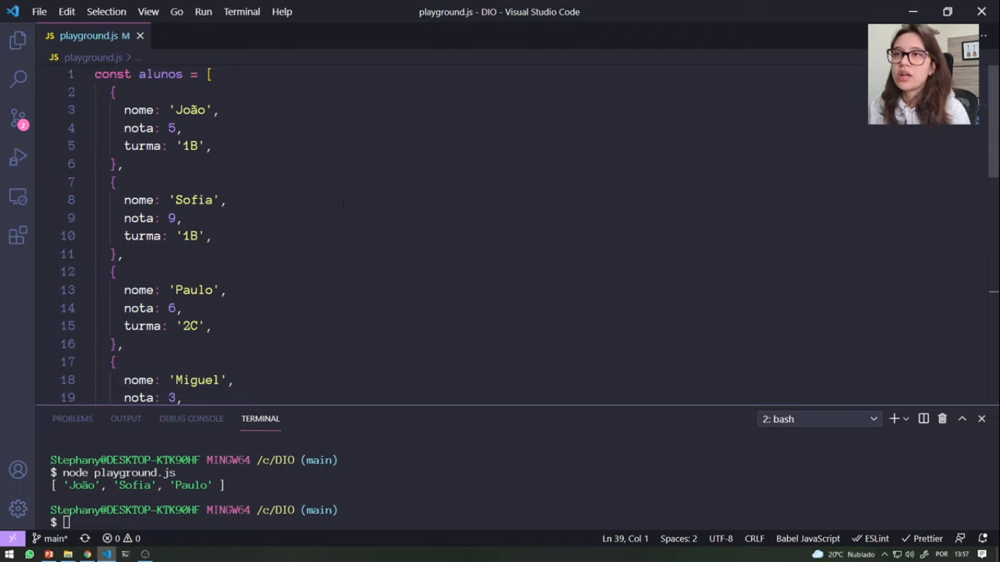 File Edit Selection View Go Run Terminal Help playground.js - DIO - Visual Studio Code
JS playground.js M
JS playground.js > ...
1 const alunos = [
2 {
3 nome: 'João',
4 nota: 5,
5 turma: '1B',
6 },
7 {
8 nome: 'Sofia',
9 nota: 9,
10 turma: '1B',
11 },
12 {
13 nome: 'Paulo',
14 nota: 6,
15 turma: '2C',
16 },
17 {
18 nome: 'Miguel',
19 nota: 3,
2
PROBLEMS OUTPUT DEBUG CONSOLE TERMINAL 2: bash
Stephany@DESKTOP-KTK90HF MINGW64 /c/DIO (main)
$ node playground.js
[ 'João', 'Sofia', 'Paulo' ]
Stephany@DESKTOP-KTK90HF MINGW64 /c/DIO (main)
$
main* 0 0 Ln 39, Col 1 Spaces: 2 UTF-8 CRLF Babel JavaScript ESLint Prettier
20°C Nublado POR 13:57